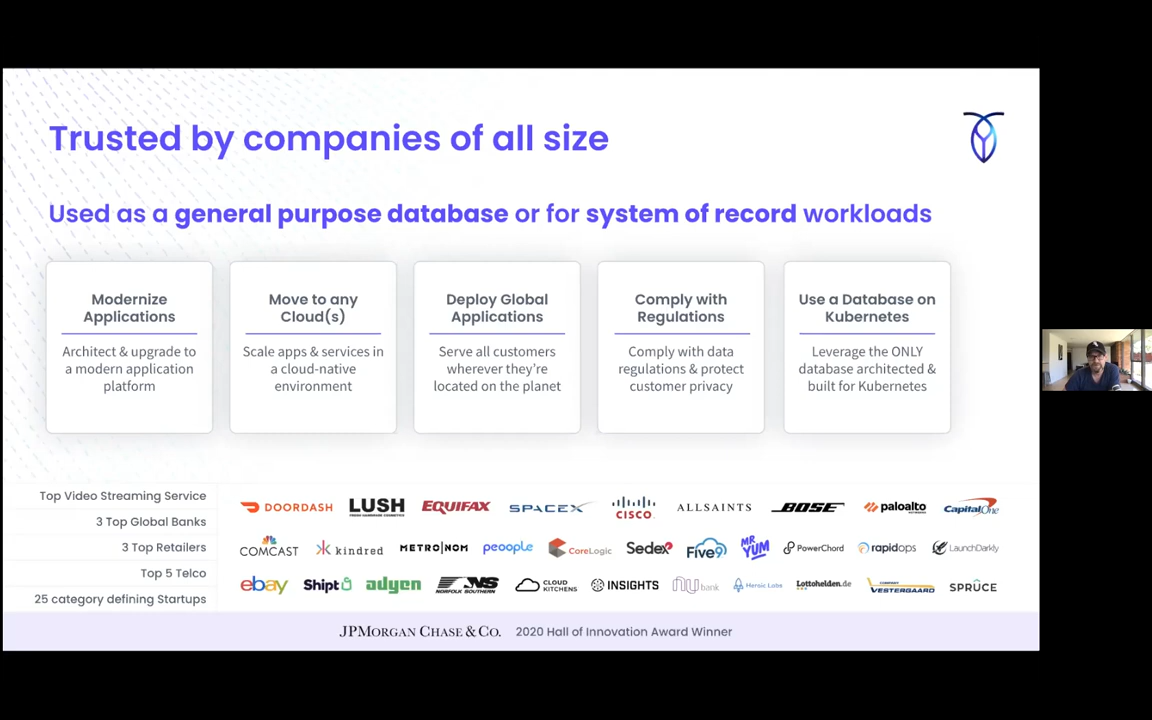 Trusted by companies of all size
Used as a general purpose database or for system of record workloads
Modernize
Applications
Architect & upgrade to
a modern application
platform
Move to any
Cloud(s)
Scale apps & services in
a cloud-native
environment
Deploy Global
Applications
Serve all customers
wherever they're
located on the planet
Comply with
Regulations
Comply with data
regulations & protect
customer privacy
Use a Database on
Kubernetes
Leverage the ONLY
database architected &
built for Kubernetes
Top Video Streaming Service
3 Top Global Banks
3 Top Retailers
Top 5 Telco
25 category defining Startups
DOORDASH LUSH EQUIFAX SPACEX CISCO ALLSAINTS BOSE paloalto Capital One
COMCAST kindred METRONOM peoople CoreLogic Sedex Five9 MR YUM PowerChord rapidops LaunchDarkly
ebay Shipt adyen NS NORFOLK SOUTHERN CLOUD KITCHENS INSIGHTS NU bank Heroic Labs Lottohelden.de VESTERGAARD SPRUCE
JPMORGAN CHASE & CO. 2020 Hall of Innovation Award Winner